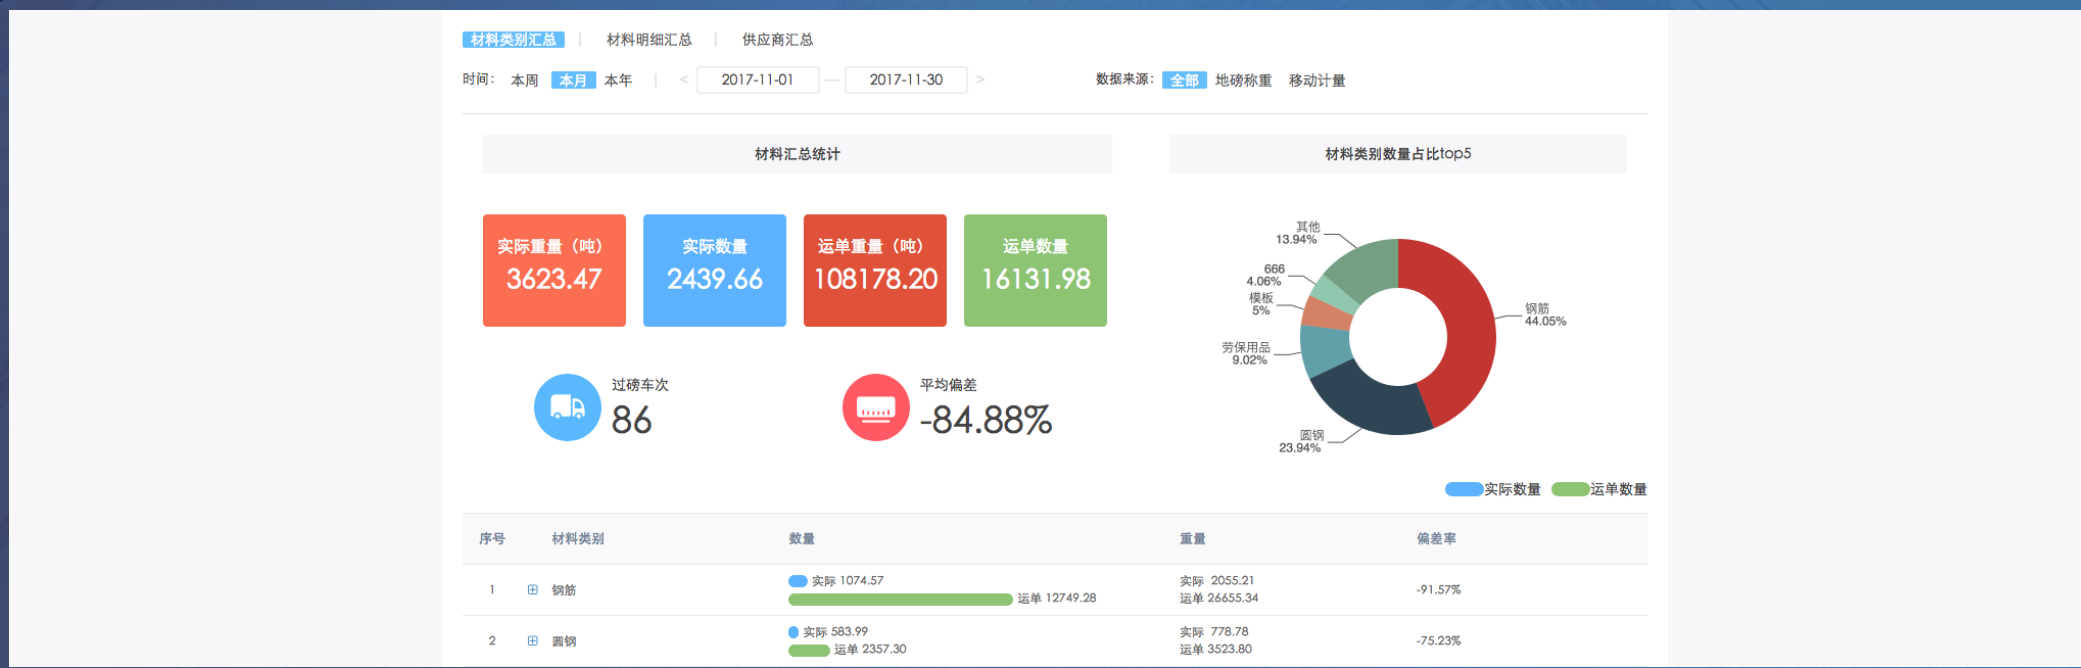 材料类别汇总 | 材料明细汇总 | 供应商汇总
时间： 本周 本月 本年 | < 2017-11-01 — 2017-11-30 > 数据来源： 全部 地磅称重 移动计量
材料汇总统计
材料类别数量占比top5
实际重量（吨）
3623.47
实际数量
2439.66
运单重量（吨）
108178.20
运单数量
16131.98
过磅车次
86
平均偏差
-84.88%
其他
13.94%
666
4.06%
模板
5%
劳保用品
9.02%
圆钢
23.94%
钢筋
44.05%
实际数量 运单数量
序号 材料类别 数量 重量 偏差率
1 钢筋
实际 1074.57
运单 12749.28
实际 2055.21
运单 26655.34
-91.57%
2 圆钢
实际 583.99
运单 2357.30
实际 778.78
运单 3523.80
-75.23%